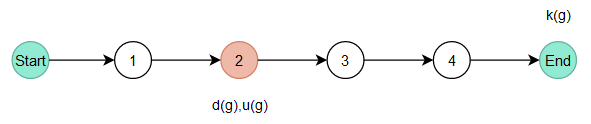 k(g)
Start 1 2 3 4 End
d(g),u(g)